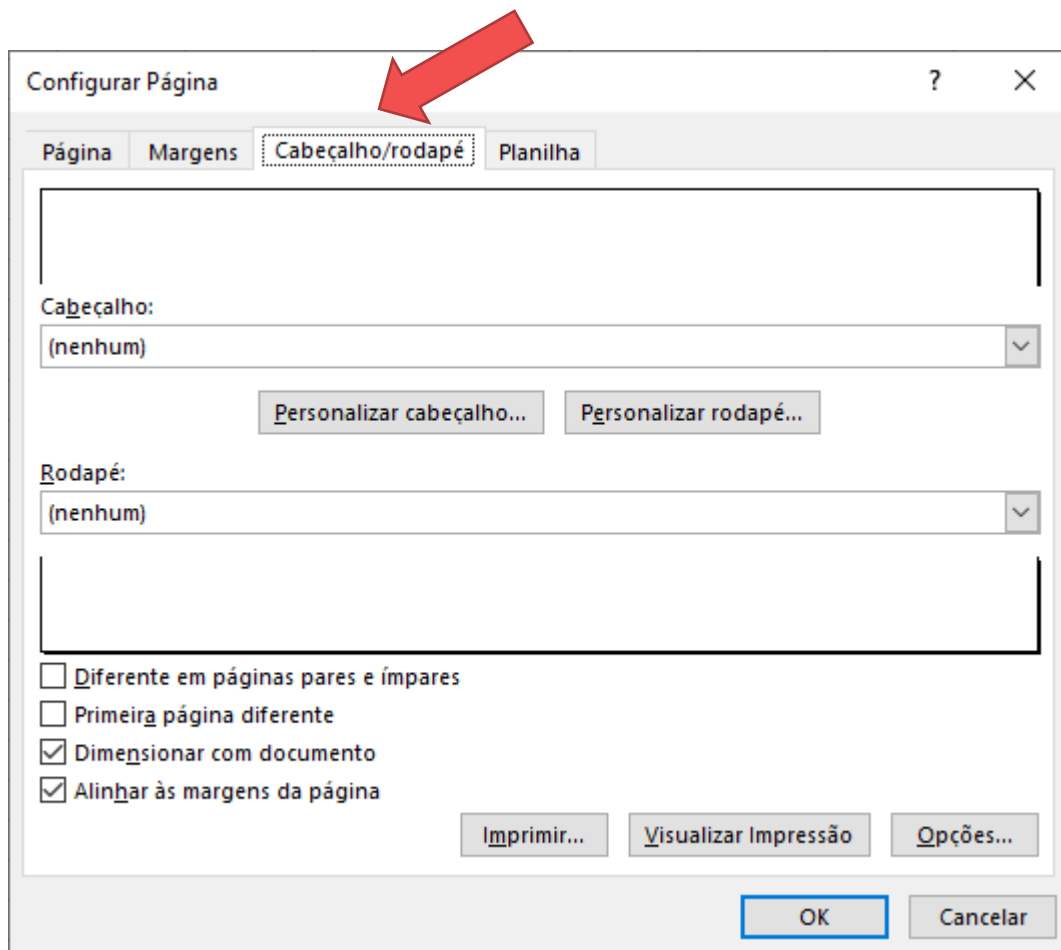 Configurar Página ?
Página Margens Cabeçalho/rodapé Planilha
Cabeçalho:
(nenhum)
Personalizar cabeçalho... Personalizar rodapé...
Rodapé:
(nenhum)
Diferente em páginas pares e ímpares
Primeira página diferente
Dimensionar com documento
Alinhar às margens da página
Imprimir... Visualizar Impressão Opções...
OK Cancelar